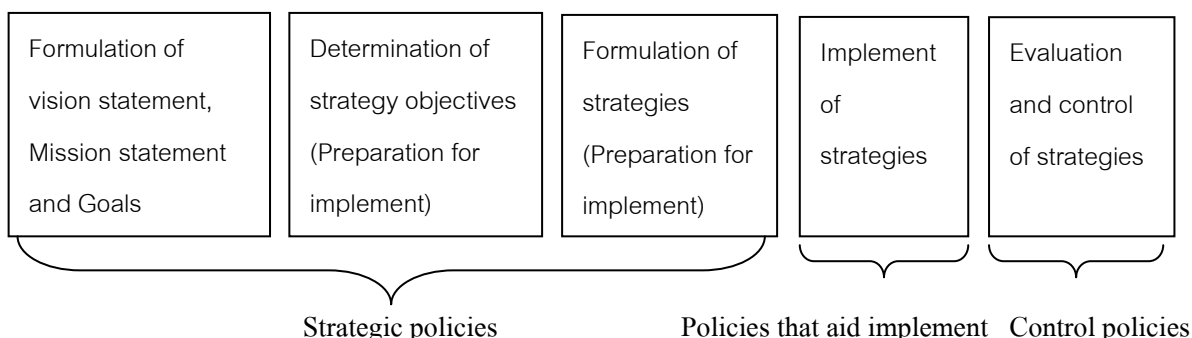 Formulation of
vision statement,
Mission statement
and Goals
Determination of
strategy objectives
(Preparation for
implement)
Formulation of
strategies
(Preparation for
implement)
Implement
of
strategies
Evaluation
and control
of strategies
Strategic policies
Policies that aid implement
Control policies